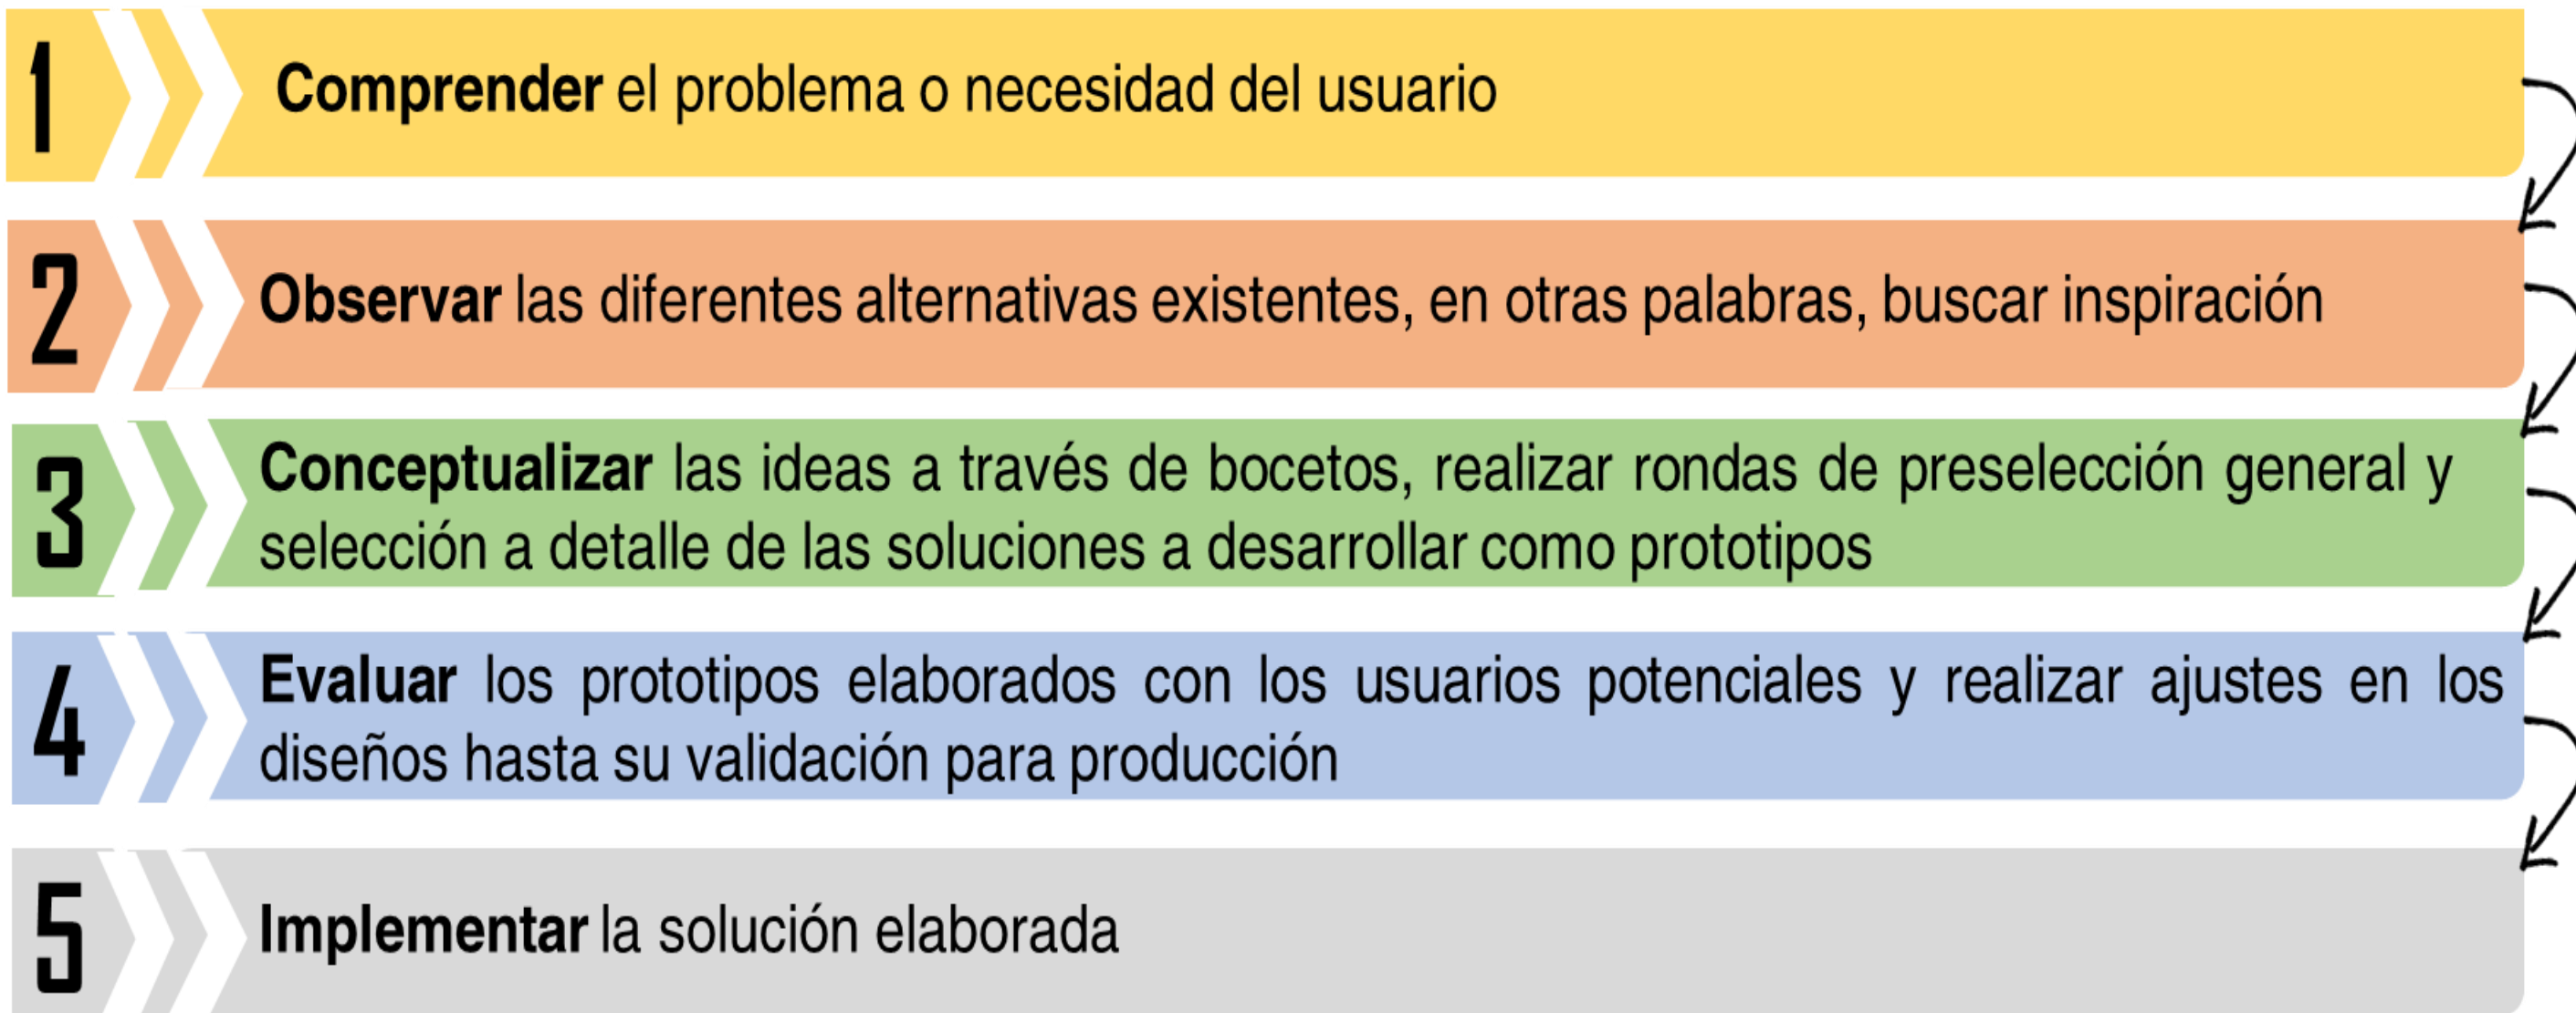 1
Comprender el problema o necesidad del usuario
2
Observar las diferentes alternativas existentes, en otras palabras, buscar inspiración
3
Conceptualizar las ideas a través de bocetos, realizar rondas de preselección general y
selección a detalle de las soluciones a desarrollar como prototipos
4
Evaluar los prototipos elaborados con los usuarios potenciales y realizar ajustes en los
diseños hasta su validación para producción
5
Implementar la solución elaborada